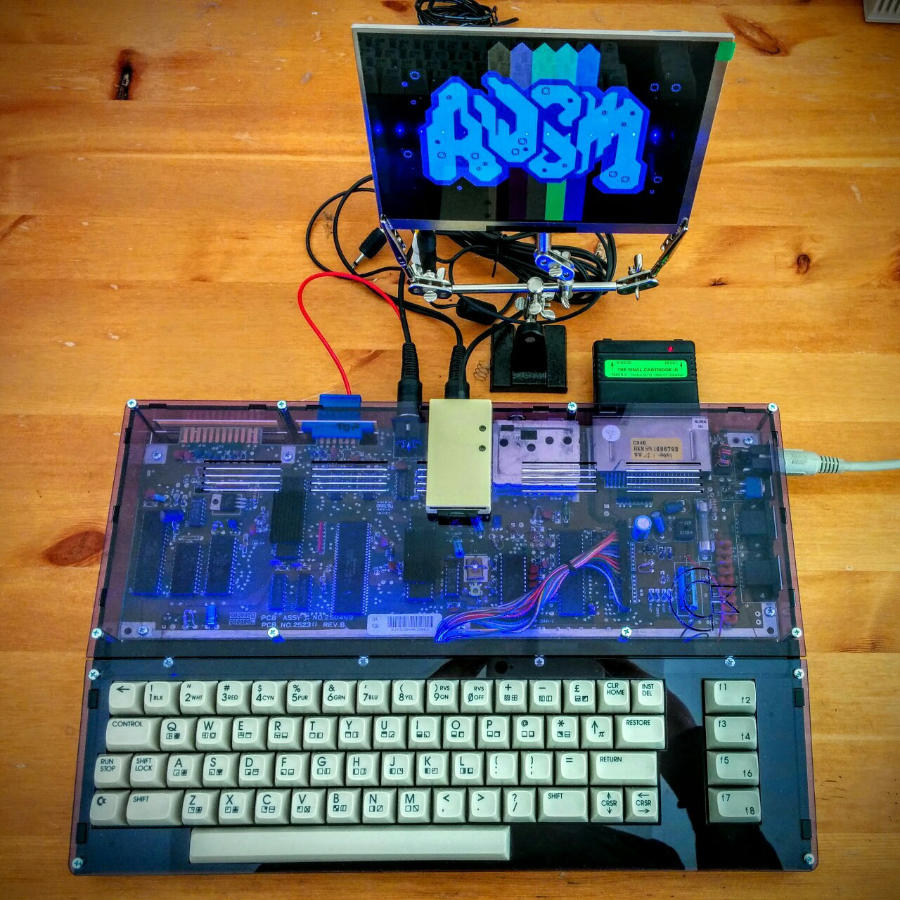 AWSM
THE FINAL CARTRIDGE III
PCB ASSY NO.250469
PCB NO.252311 REV.B
← ! 1 BLK " 2 WHT # 3 RED $ 4 CYN % 5 PUR & 6 GRN ' 7 BLU ( 8 YEL ) 9 RVS ON RVS 0 OFF + − £ CLR HOME INST DEL
CONTROL Q W E R T Y U I O P @ * ↑ π RESTORE
RUN STOP SHIFT LOCK A S D F G H J K L [ ] = RETURN
C= SHIFT Z X C V B N M < , > . ? / SHIFT ↑ CRSR ↓ ← CRSR →
f1 f2
f3 f4
f5 f6
f7 f8